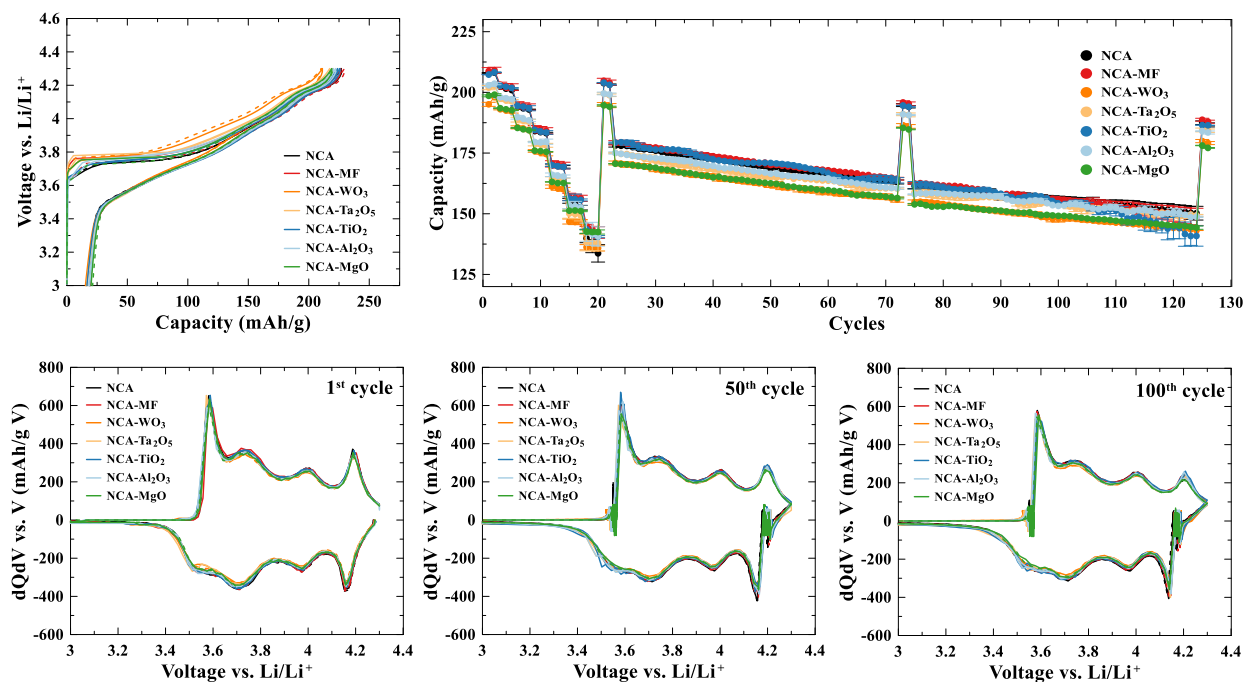 4.6
4.4
4.2
4.0
3.8
3.6
3.4
3.2
3
Voltage vs. Li/Li⁺
NCA
NCA-MF
NCA-WO₃
NCA-Ta₂O₅
NCA-TiO₂
NCA-Al₂O₃
NCA-MgO
0 50 100 150 200 250
Capacity (mAh/g)
225
200
175
150
125
Capacity (mAh/g)
NCA
NCA-MF
NCA-WO₃
NCA-Ta₂O₅
NCA-TiO₂
NCA-Al₂O₃
NCA-MgO
0 10 20 30 40 50 60 70 80 90 100 110 120 130
Cycles
800
600
400
200
0
-200
-400
-600
dQdV vs. V (mAh/g V)
NCA
NCA-MF
NCA-WO₃
NCA-Ta₂O₅
NCA-TiO₂
NCA-Al₂O₃
NCA-MgO
1ˢᵗ cycle
3 3.2 3.4 3.6 3.8 4 4.2 4.4
Voltage vs. Li/Li⁺
800
600
400
200
0
-200
-400
-600
dQdV vs. V (mAh/g V)
NCA
NCA-MF
NCA-WO₃
NCA-Ta₂O₅
NCA-TiO₂
NCA-Al₂O₃
NCA-MgO
50ᵗʰ cycle
3 3.2 3.4 3.6 3.8 4 4.2 4.4
Voltage vs. Li/Li⁺
800
600
400
200
0
-200
-400
-600
dQdV vs. V (mAh/g V)
NCA
NCA-MF
NCA-WO₃
NCA-Ta₂O₅
NCA-TiO₂
NCA-Al₂O₃
NCA-MgO
100ᵗʰ cycle
3 3.2 3.4 3.6 3.8 4 4.2 4.4
Voltage vs. Li/Li⁺